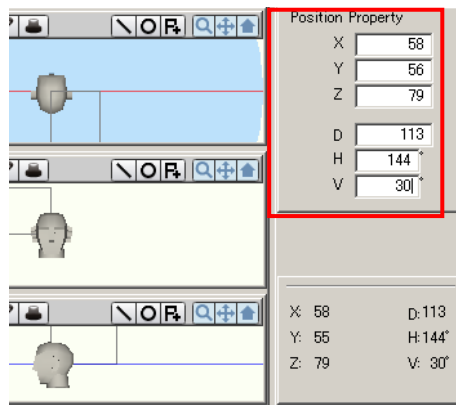 Position Property
X 58
Y 56
Z 79
D 113
H 144°
V 30°
X: 58 D:113
Y: 55 H:144°
Z: 79 V: 30°